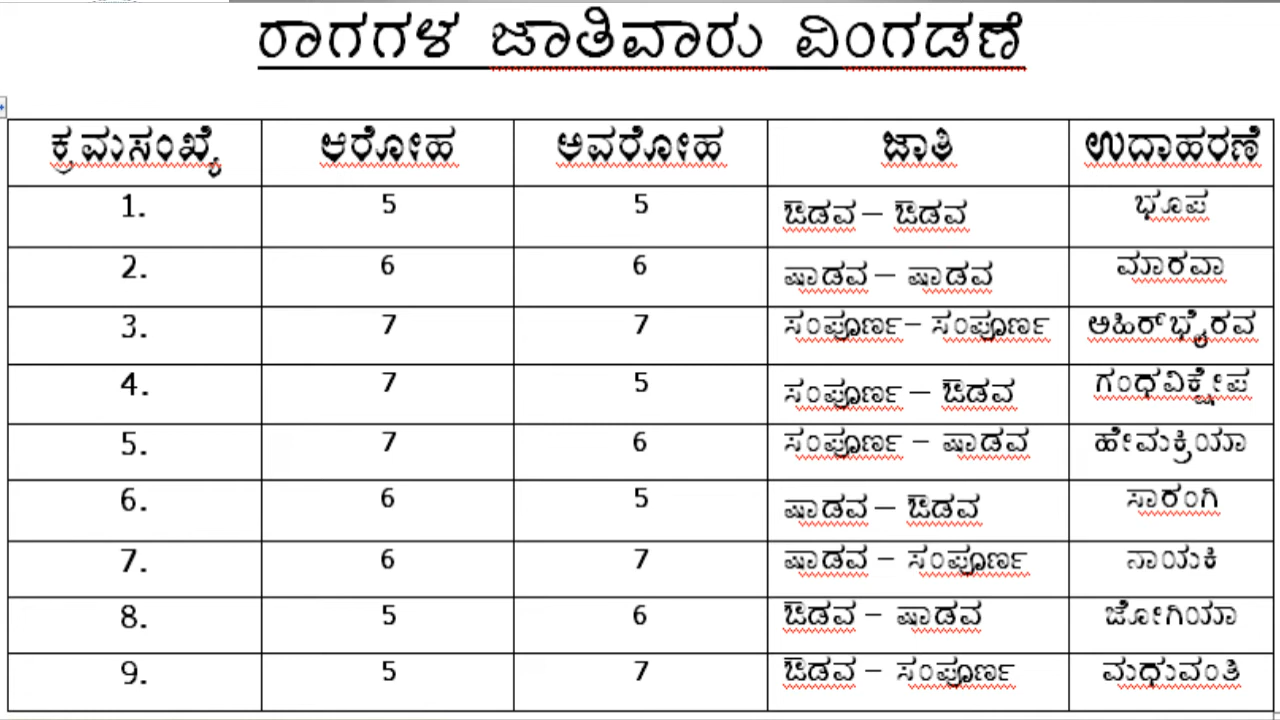 ರಾಗಗಳ ಜಾತಿವಾರು ವಿಂಗಡಣೆ
ಕ್ರಮಸಂಖ್ಯೆ ಆರೋಹ ಅವರೋಹ ಜಾತಿ ಉದಾಹರಣೆ
1. 5 5 ಔಡವ – ಔಡವ ಭೂಪ
2. 6 6 ಷಾಡವ – ಷಾಡವ ಮಾರವಾ
3. 7 7 ಸಂಪೂರ್ಣ – ಸಂಪೂರ್ಣ ಅಹಿರ್‌ಭೈರವ
4. 7 5 ಸಂಪೂರ್ಣ – ಔಡವ ಗಂಧವಿಕ್ಷೇಪ
5. 7 6 ಸಂಪೂರ್ಣ – ಷಾಡವ ಹೇಮಕ್ರಿಯಾ
6. 6 5 ಷಾಡವ – ಔಡವ ಸಾರಂಗಿ
7. 6 7 ಷಾಡವ – ಸಂಪೂರ್ಣ ನಾಯಕಿ
8. 5 6 ಔಡವ – ಷಾಡವ ಜೋಗಿಯಾ
9. 5 7 ಔಡವ – ಸಂಪೂರ್ಣ ಮಧುವಂತಿ